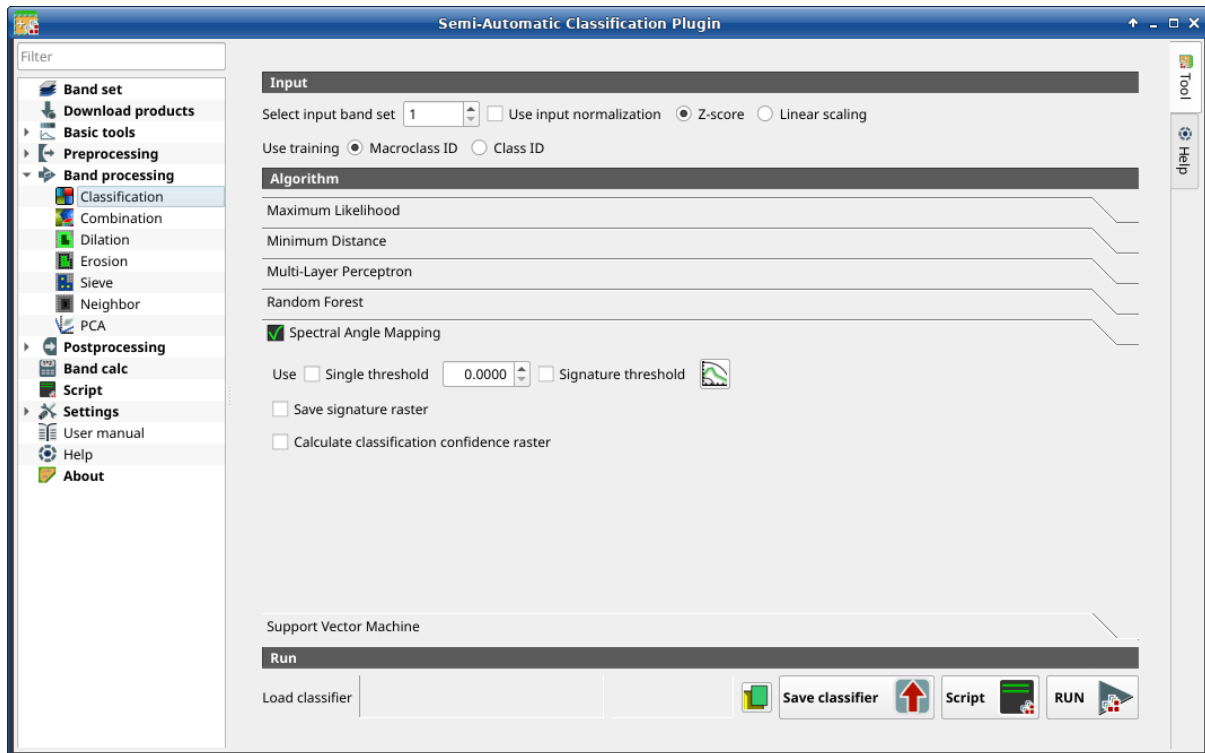 Semi-Automatic Classification Plugin
Filter
Band set
Download products
Basic tools
Preprocessing
Band processing
Classification
Combination
Dilation
Erosion
Sieve
Neighbor
PCA
Postprocessing
Band calc
Script
Settings
User manual
Help
About
Input
Select input band set 1 Use input normalization Z-score Linear scaling
Use training Macroclass ID Class ID
Algorithm
Maximum Likelihood
Minimum Distance
Multi-Layer Perceptron
Random Forest
Spectral Angle Mapping
Use Single threshold 0.0000 Signature threshold
Save signature raster
Calculate classification confidence raster
Support Vector Machine
Run
Load classifier Save classifier Script RUN
Tool
Help